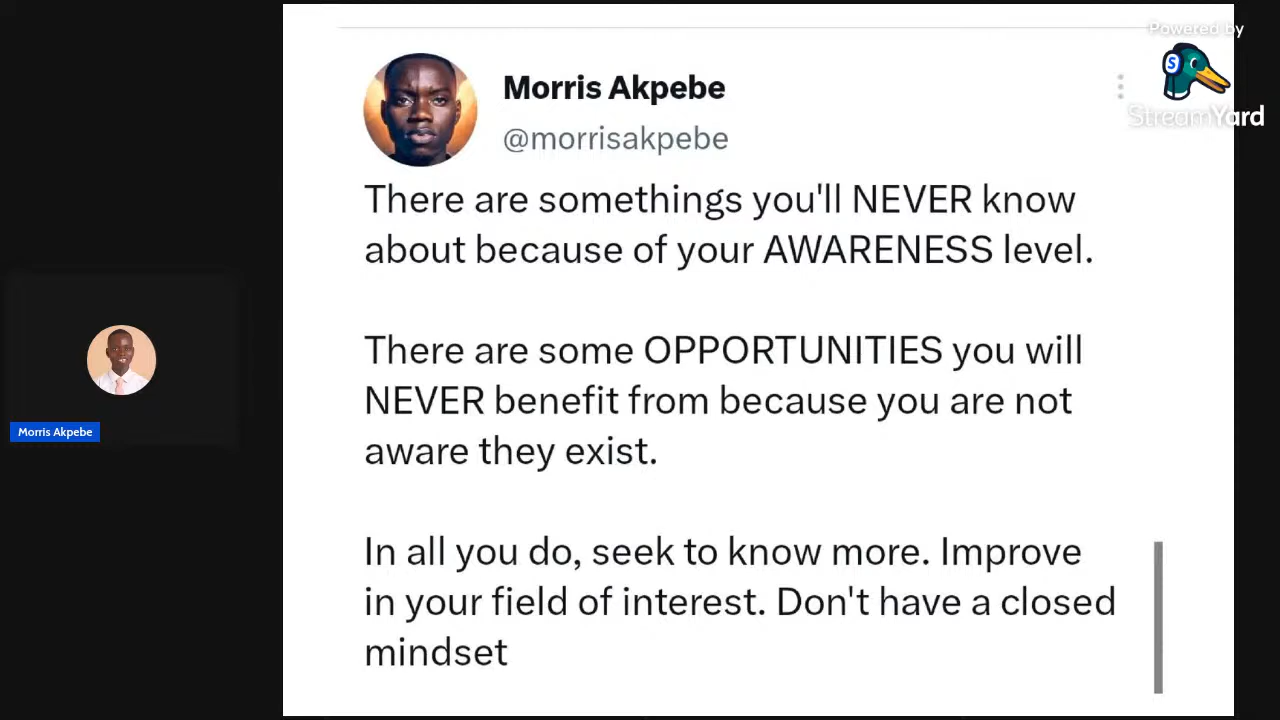 Powered by
StreamYard
Morris Akpebe
@morrisakpebe
There are somethings you'll NEVER know
about because of your AWARENESS level.
There are some OPPORTUNITIES you will
NEVER benefit from because you are not
aware they exist.
In all you do, seek to know more. Improve
in your field of interest. Don't have a closed
mindset
Morris Akpebe